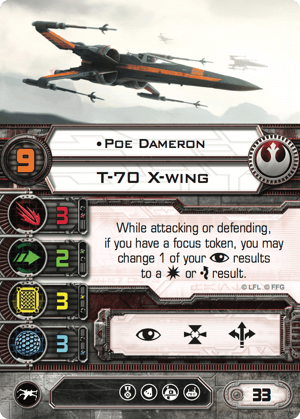 •Poe Dameron
9
T-70 X-wing
3
2
3
3
While attacking or defending,
if you have a focus token, you may
change 1 of your results
to a or result.
© LFL © FFG
33